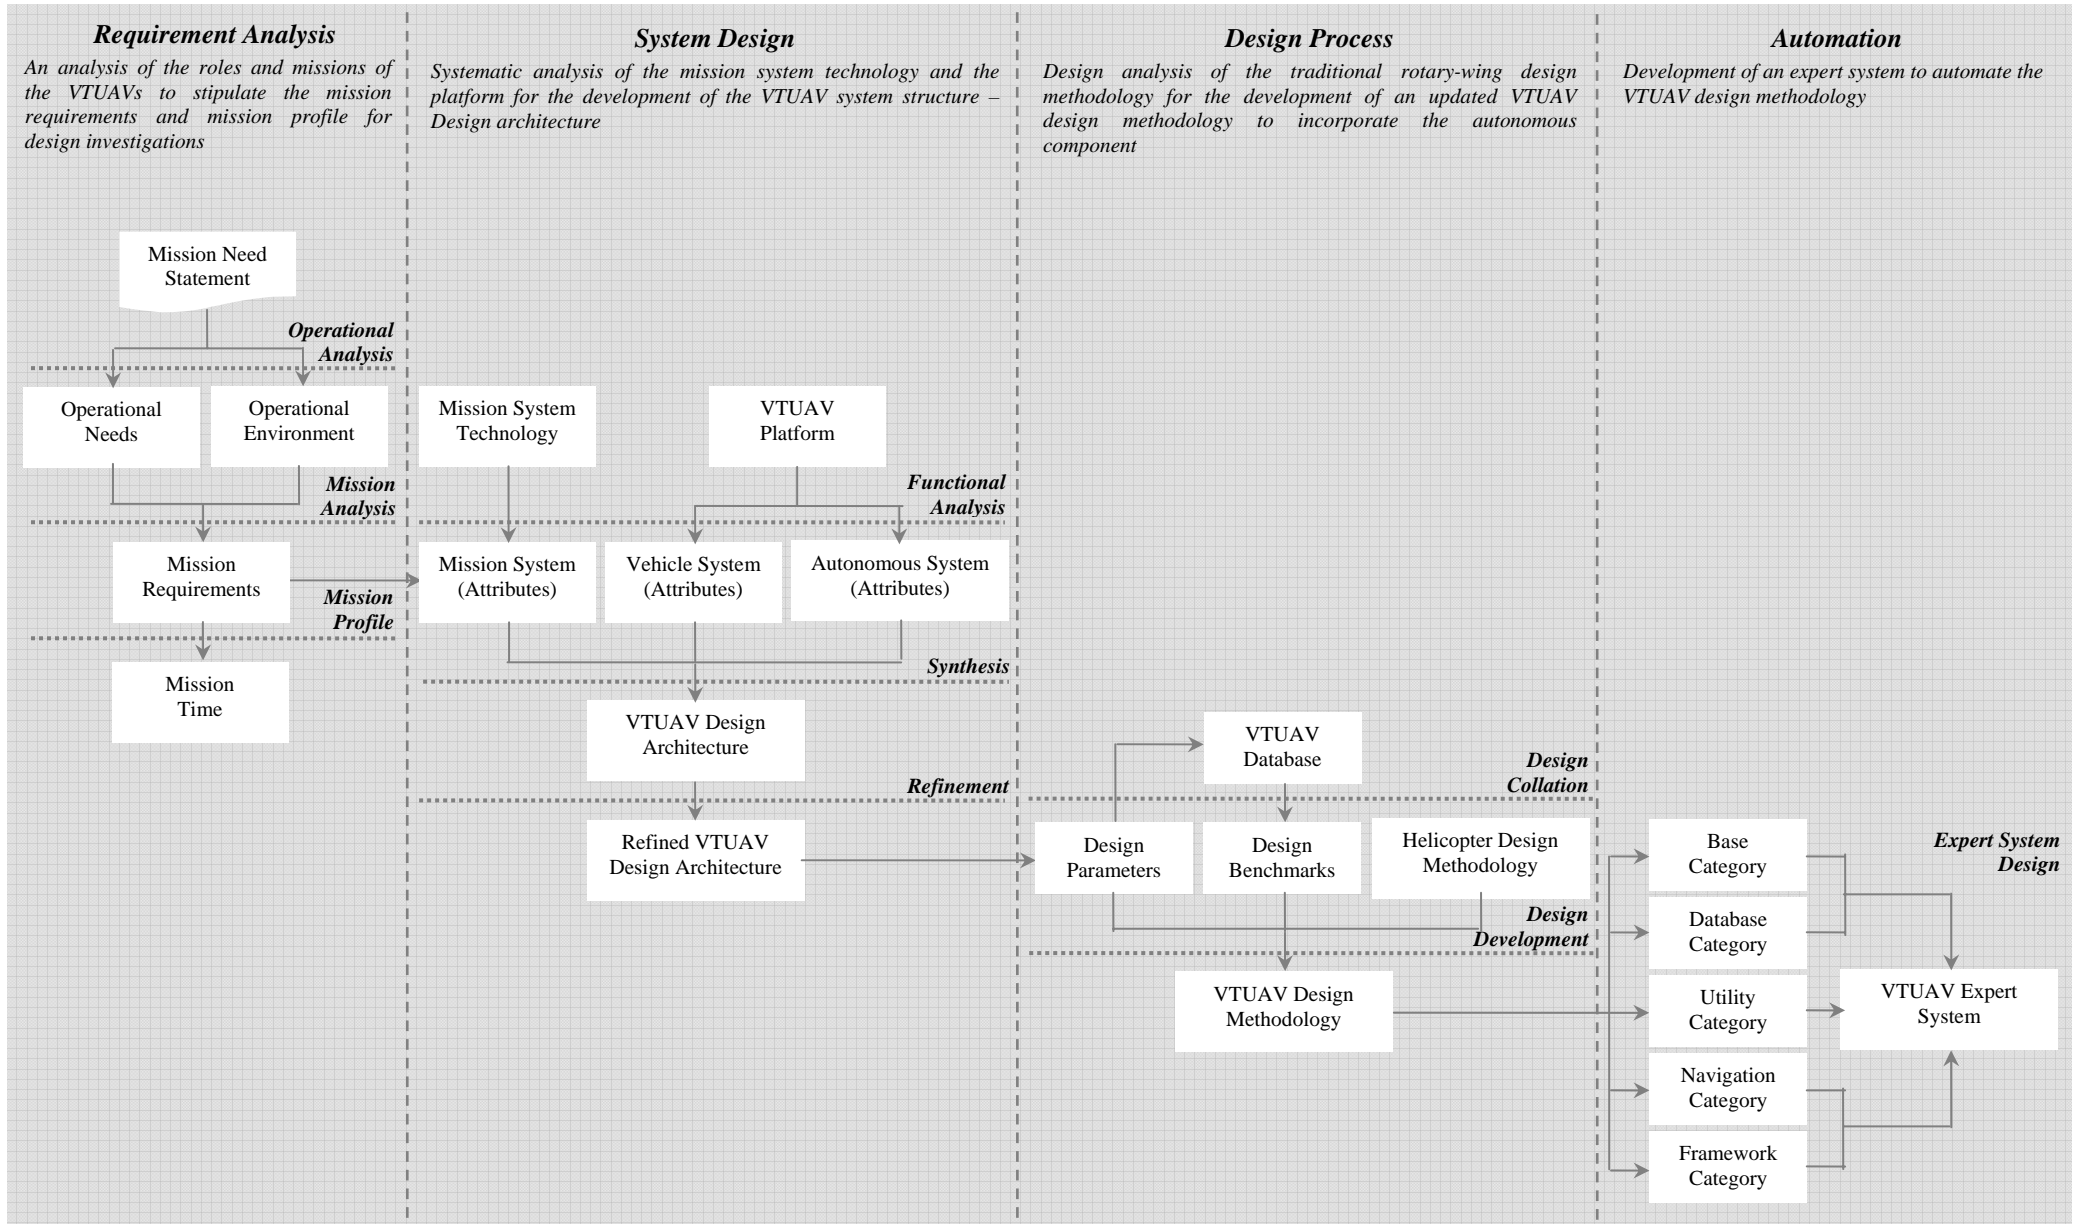 Requirement Analysis
An analysis of the roles and missions of
the VTUAVs to stipulate the mission
requirements and mission profile for
design investigations
Mission Need
Statement
Operational
Analysis
Operational
Needs
Operational
Environment
Mission
Analysis
Mission
Requirements
Mission
Profile
Mission
Time
System Design
Systematic analysis of the mission system technology and the
platform for the development of the VTUAV system structure –
Design architecture
Mission System
Technology
VTUAV
Platform
Functional
Analysis
Mission System
(Attributes)
Vehicle System
(Attributes)
Autonomous System
(Attributes)
Synthesis
VTUAV Design
Architecture
Refinement
Refined VTUAV
Design Architecture
Design Process
Design analysis of the traditional rotary-wing design
methodology for the development of an updated VTUAV
design methodology to incorporate the autonomous
component
VTUAV
Database
Design
Collation
Design
Parameters
Design
Benchmarks
Helicopter Design
Methodology
Design
Development
VTUAV Design
Methodology
Automation
Development of an expert system to automate the
VTUAV design methodology
Base
Category
Expert System
Design
Database
Category
Utility
Category
VTUAV Expert
System
Navigation
Category
Framework
Category